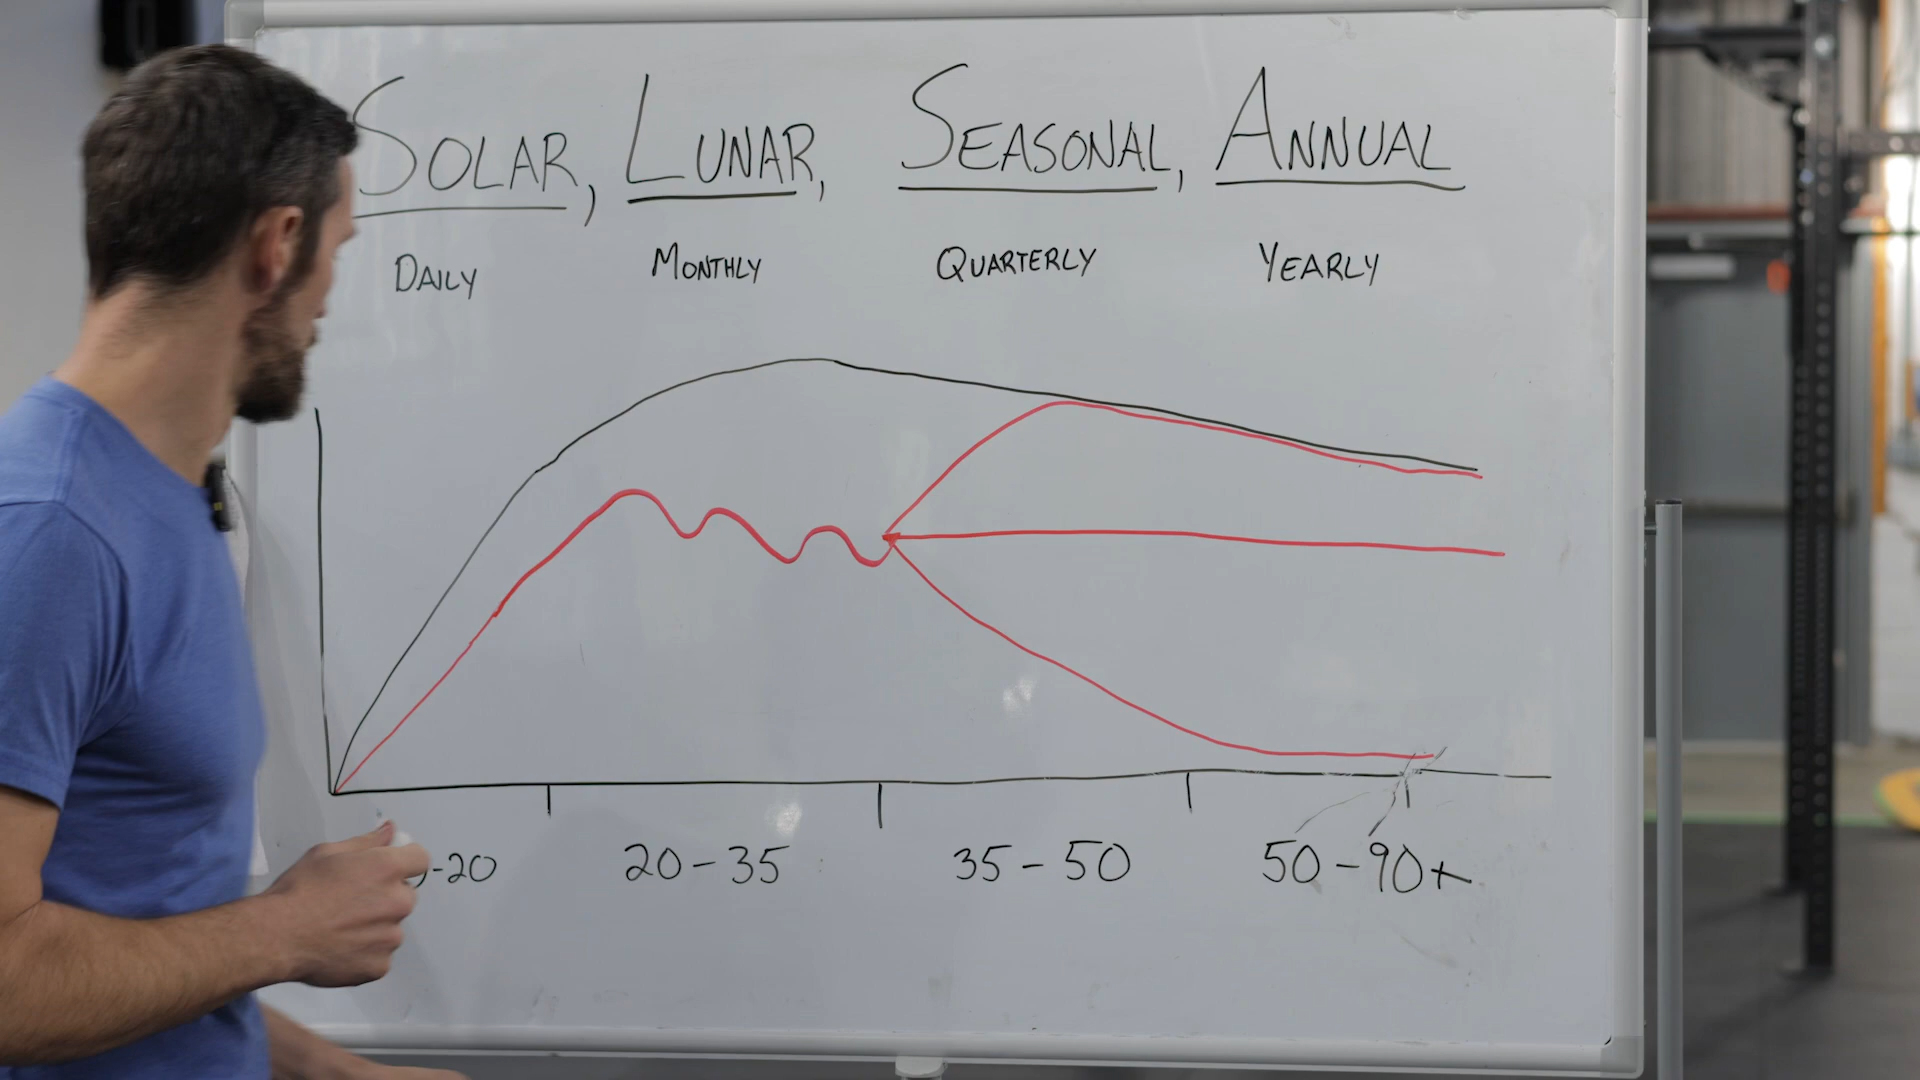 SOLAR, LUNAR, SEASONAL, ANNUAL
DAILY MONTHLY QUARTERLY YEARLY
-20 20-35 35-50 50-90+